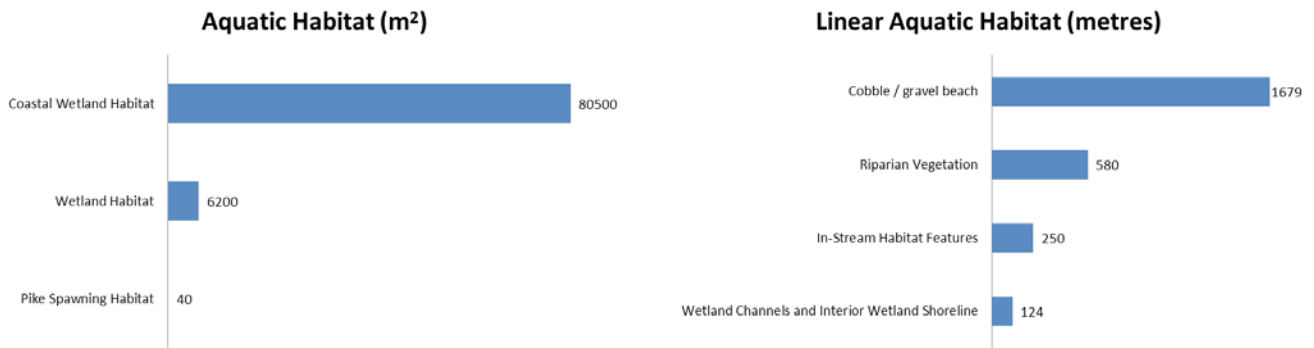 Aquatic Habitat (m²)
Coastal Wetland Habitat
80500
Wetland Habitat
6200
Pike Spawning Habitat
40
Linear Aquatic Habitat (metres)
Cobble / gravel beach
1679
Riparian Vegetation
580
In-Stream Habitat Features
250
Wetland Channels and Interior Wetland Shoreline
124